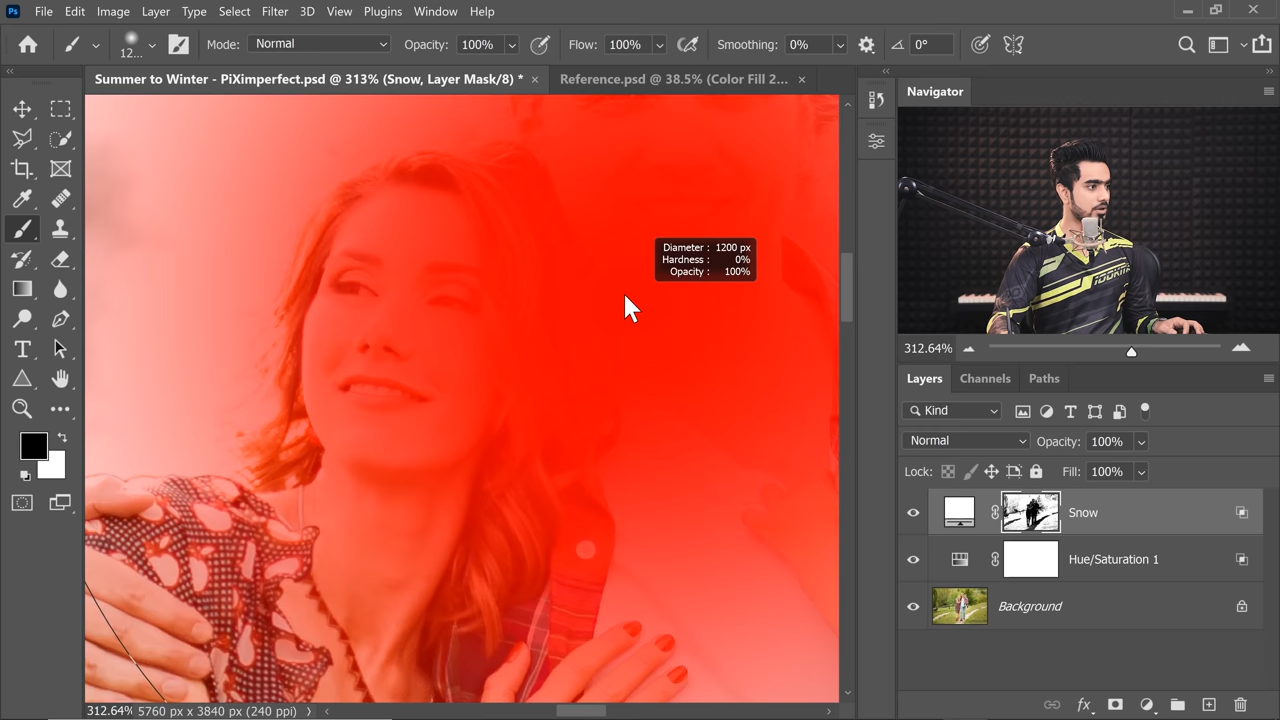 Ps File Edit Image Layer Type Select Filter 3D View Plugins Window Help
12... Mode: Normal Opacity: 100% Flow: 100% Smoothing: 0% 0°
Summer to Winter - PiXimperfect.psd @ 313% (Snow, Layer Mask/8) * × Reference.psd @ 38.5% (Color Fill 2... ×
Diameter : 1200 px
Hardness : 0%
Opacity : 100%
312.64% 5760 px x 3840 px (240 ppi)
Navigator
312.64%
Layers Channels Paths
Kind
Normal Opacity: 100%
Lock: Fill: 100%
Snow
Hue/Saturation 1
Background